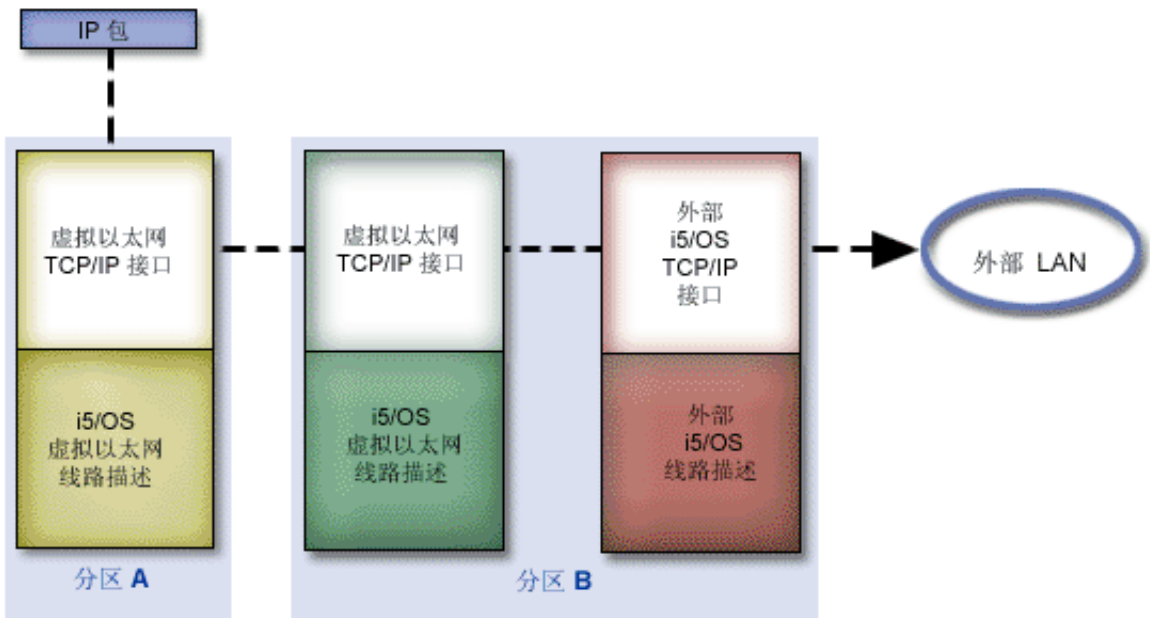 IP 包
虚拟以太网
TCP/IP 接口
i5/OS
虚拟以太网
线路描述
分区 A
虚拟以太网
TCP/IP 接口
i5/OS
虚拟以太网
线路描述
外部
i5/OS
TCP/IP
接口
外部
i5/OS
线路描述
分区 B
外部 LAN